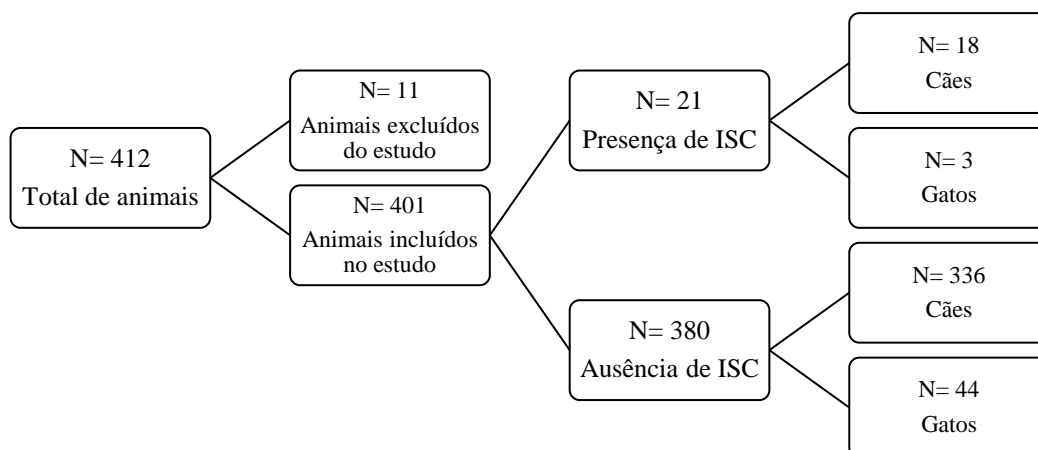 N= 412
Total de animais
N= 11
Animais excluídos
do estudo
N= 401
Animais incluídos
no estudo
N= 21
Presença de ISC
N= 18
Cães
N= 3
Gatos
N= 380
Ausência de ISC
N= 336
Cães
N= 44
Gatos